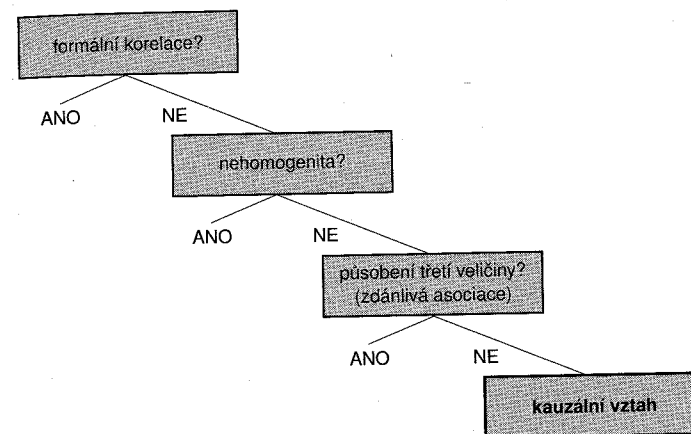 formální korelace?
ANO
NE
nehomogenita?
ANO
NE
působení třetí veličiny?
(zdánlivá asociace)
ANO
NE
kauzální vztah